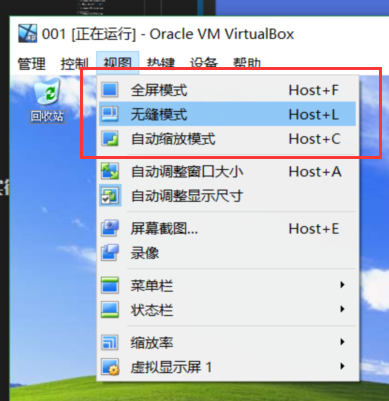 001 [正在运行] - Oracle VM VirtualBox
管理 控制 视图 热键 设备 帮助
回收站
全屏模式 Host+F
无缝模式 Host+L
自动缩放模式 Host+C
自动调整窗口大小 Host+A
自动调整显示尺寸
屏幕截图... Host+E
录像
菜单栏
状态栏
缩放率
虚拟显示屏 1